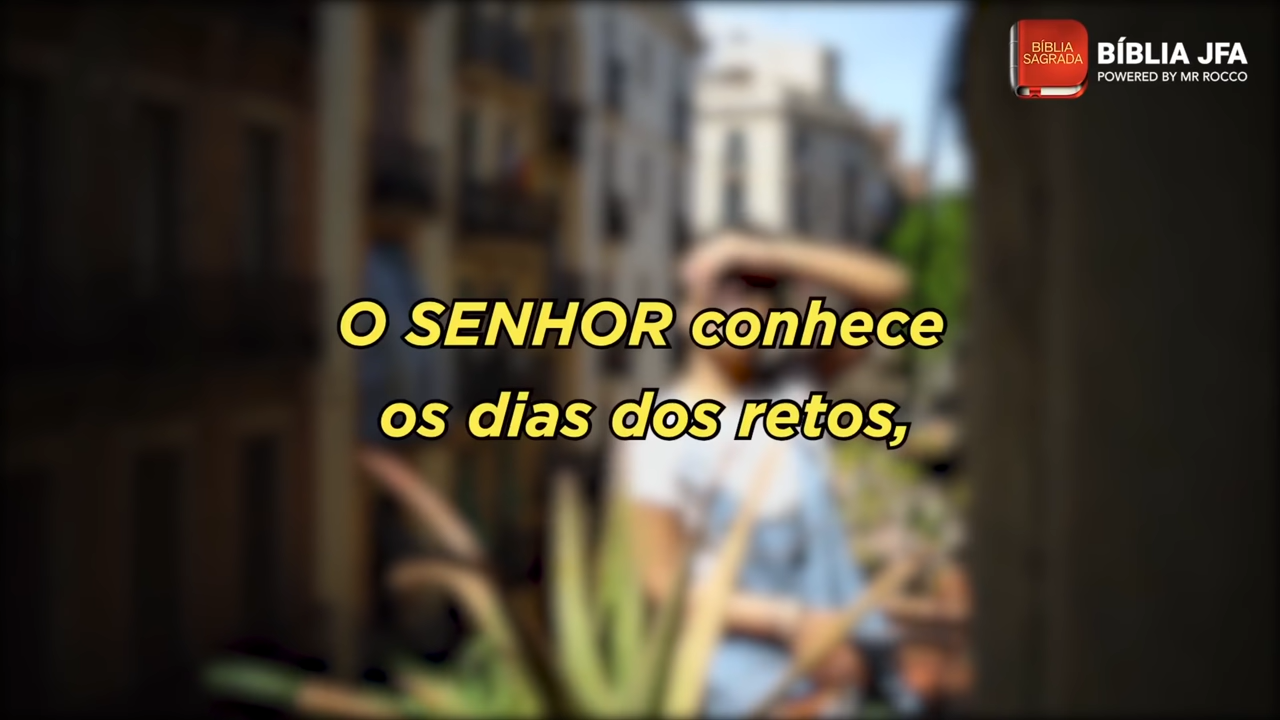 BÍBLIA
SAGRADA
BÍBLIA JFA
POWERED BY MR ROCCO
O SENHOR conhece
os dias dos retos,